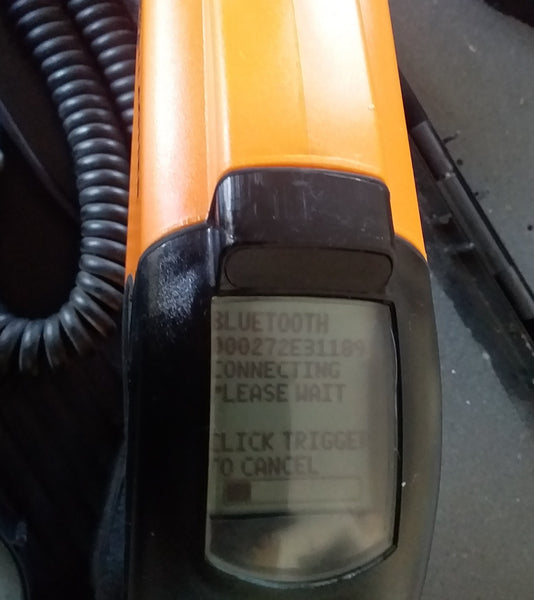 BLUETOOTH
000272E31189
CONNECTING
PLEASE WAIT
CLICK TRIGGER
TO CANCEL